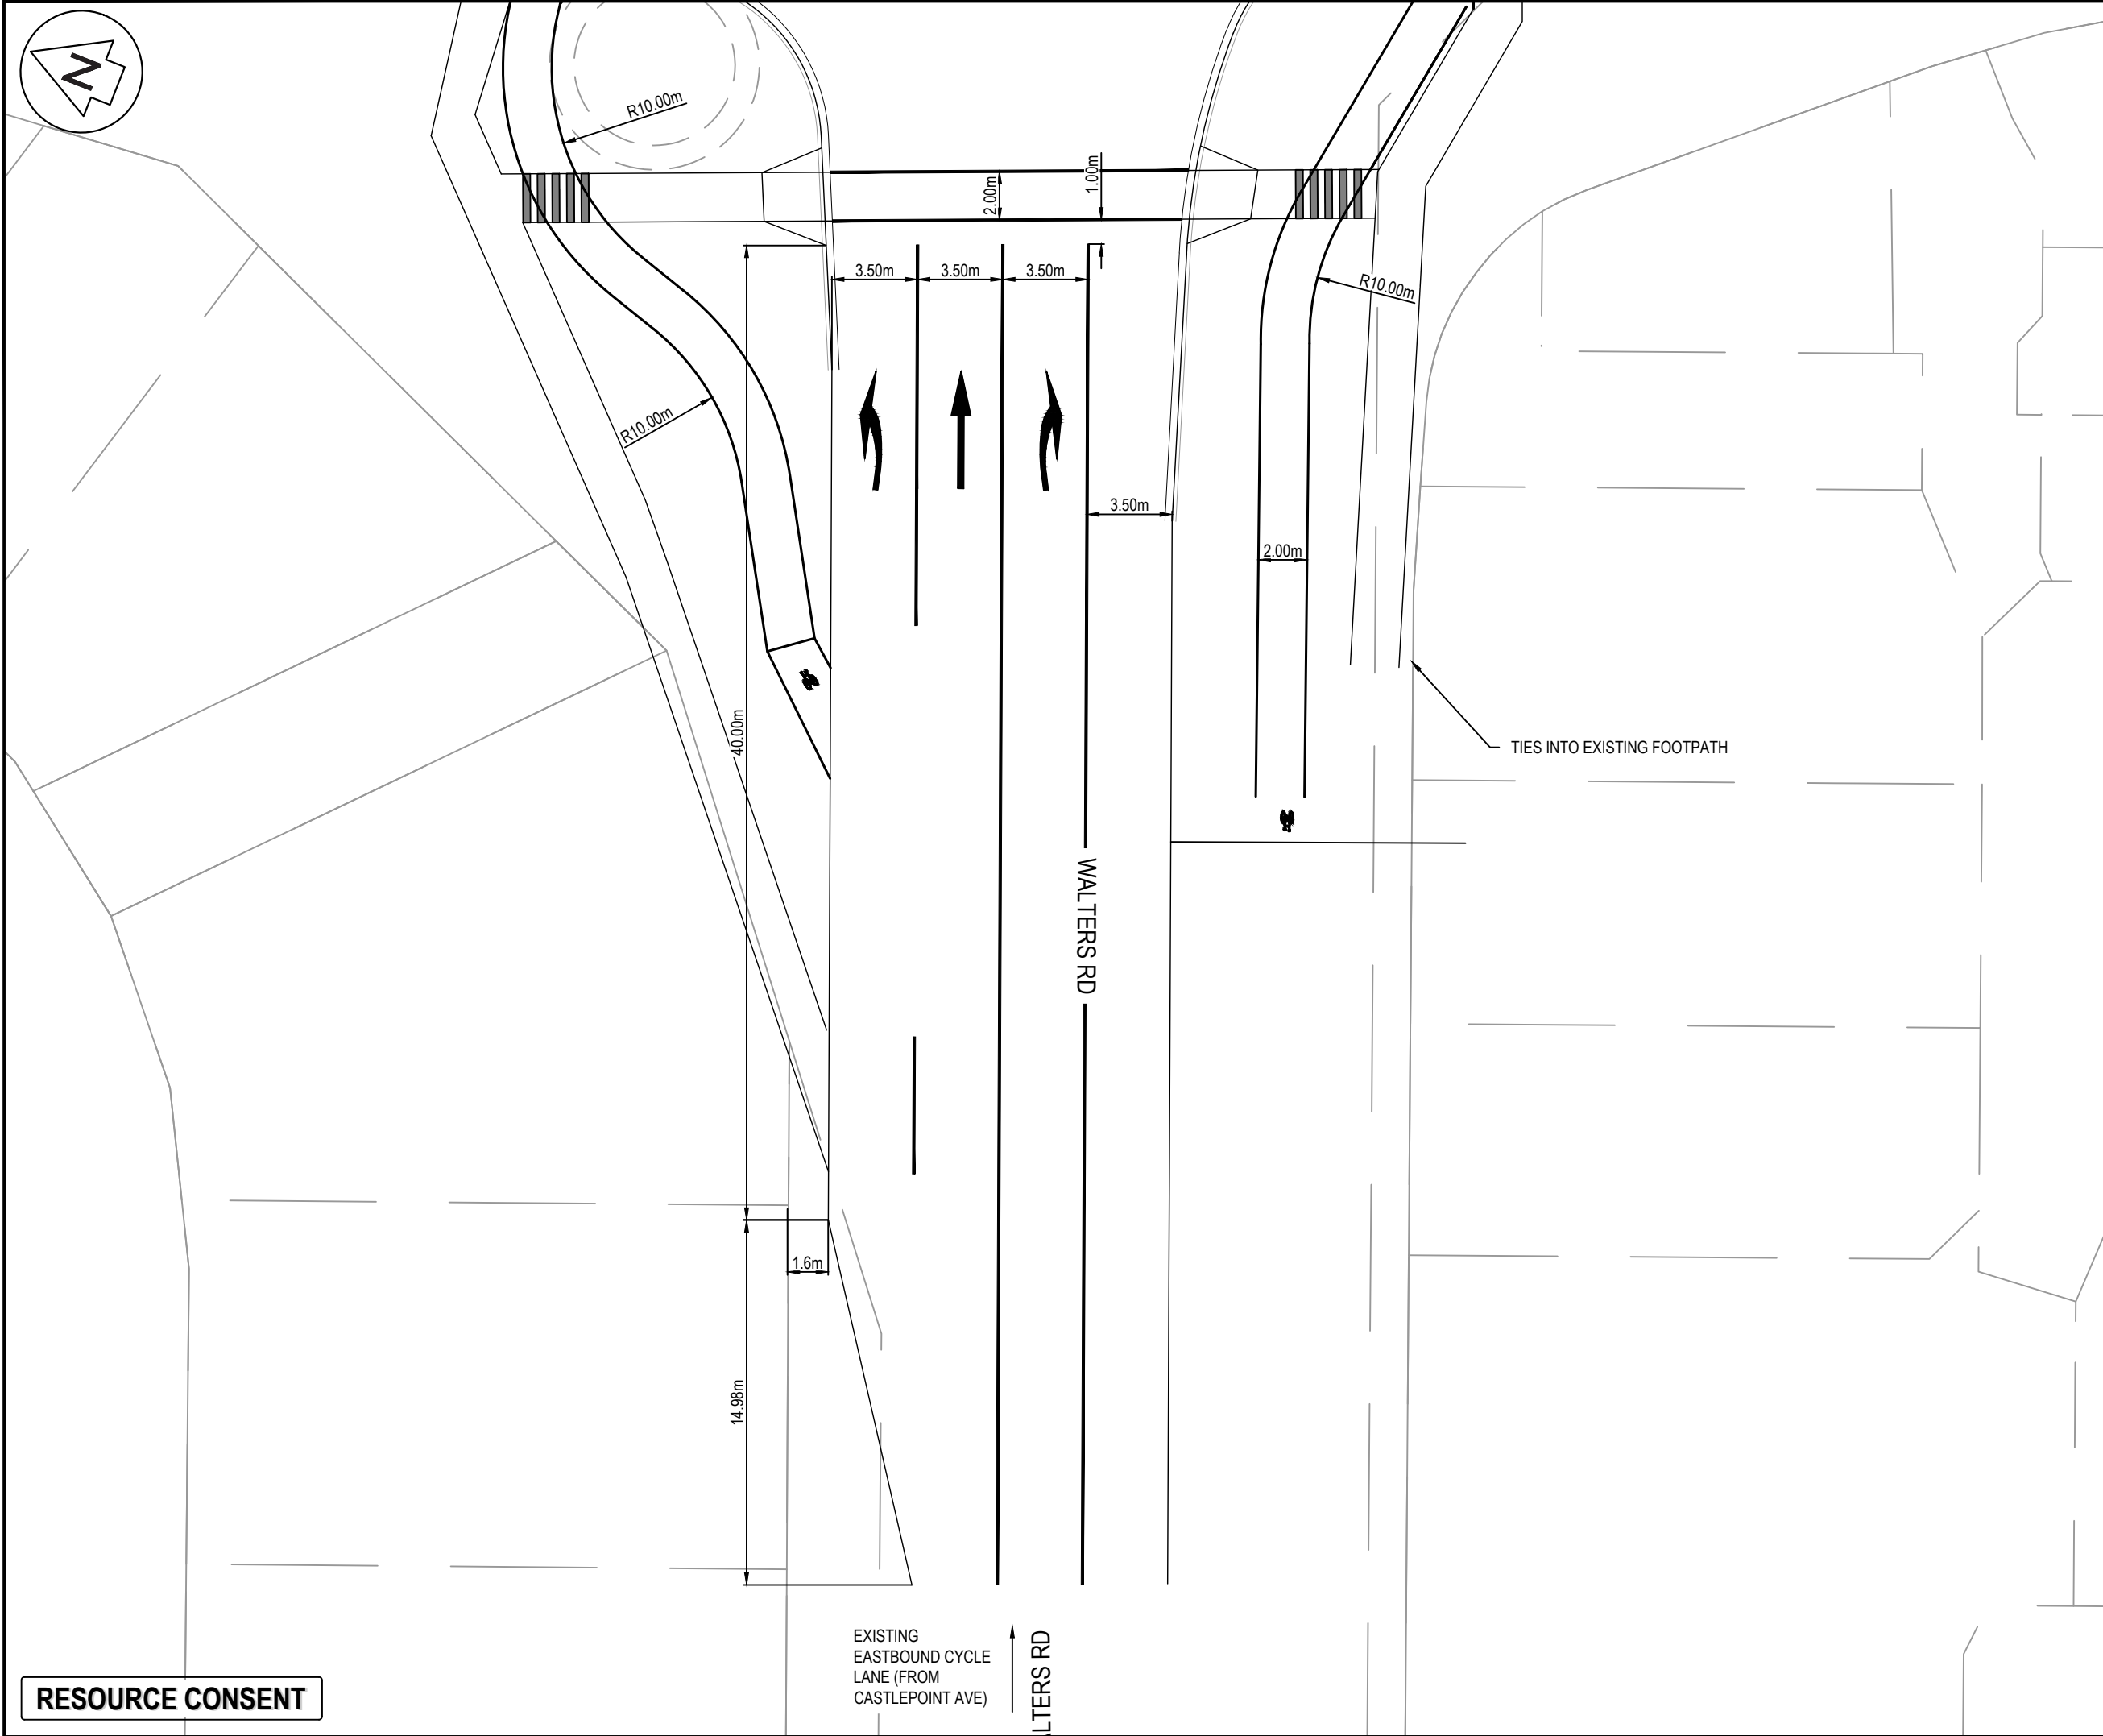 N
R10.00m
2.00m
1.00m
3.50m
3.50m
3.50m
R10.00m
R10.00m
3.50m
2.00m
40.00m
TIES INTO EXISTING FOOTPATH
WALTERS RD
1.6m
14.98m
EXISTING
EASTBOUND CYCLE
LANE (FROM
CASTLEPOINT AVE)
ALTERS RD
RESOURCE CONSENT